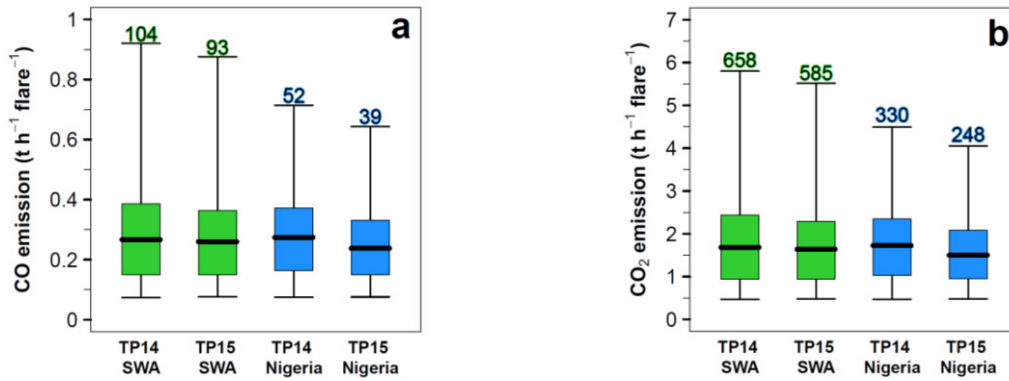 a
CO emission (t h⁻¹ flare⁻¹)
1
0.8
0.6
0.4
0.2
0
104
93
52
39
TP14
SWA
TP15
SWA
TP14
Nigeria
TP15
Nigeria
b
CO₂ emission (t h⁻¹ flare⁻¹)
7
6
5
4
3
2
1
0
658
585
330
248
TP14
SWA
TP15
SWA
TP14
Nigeria
TP15
Nigeria